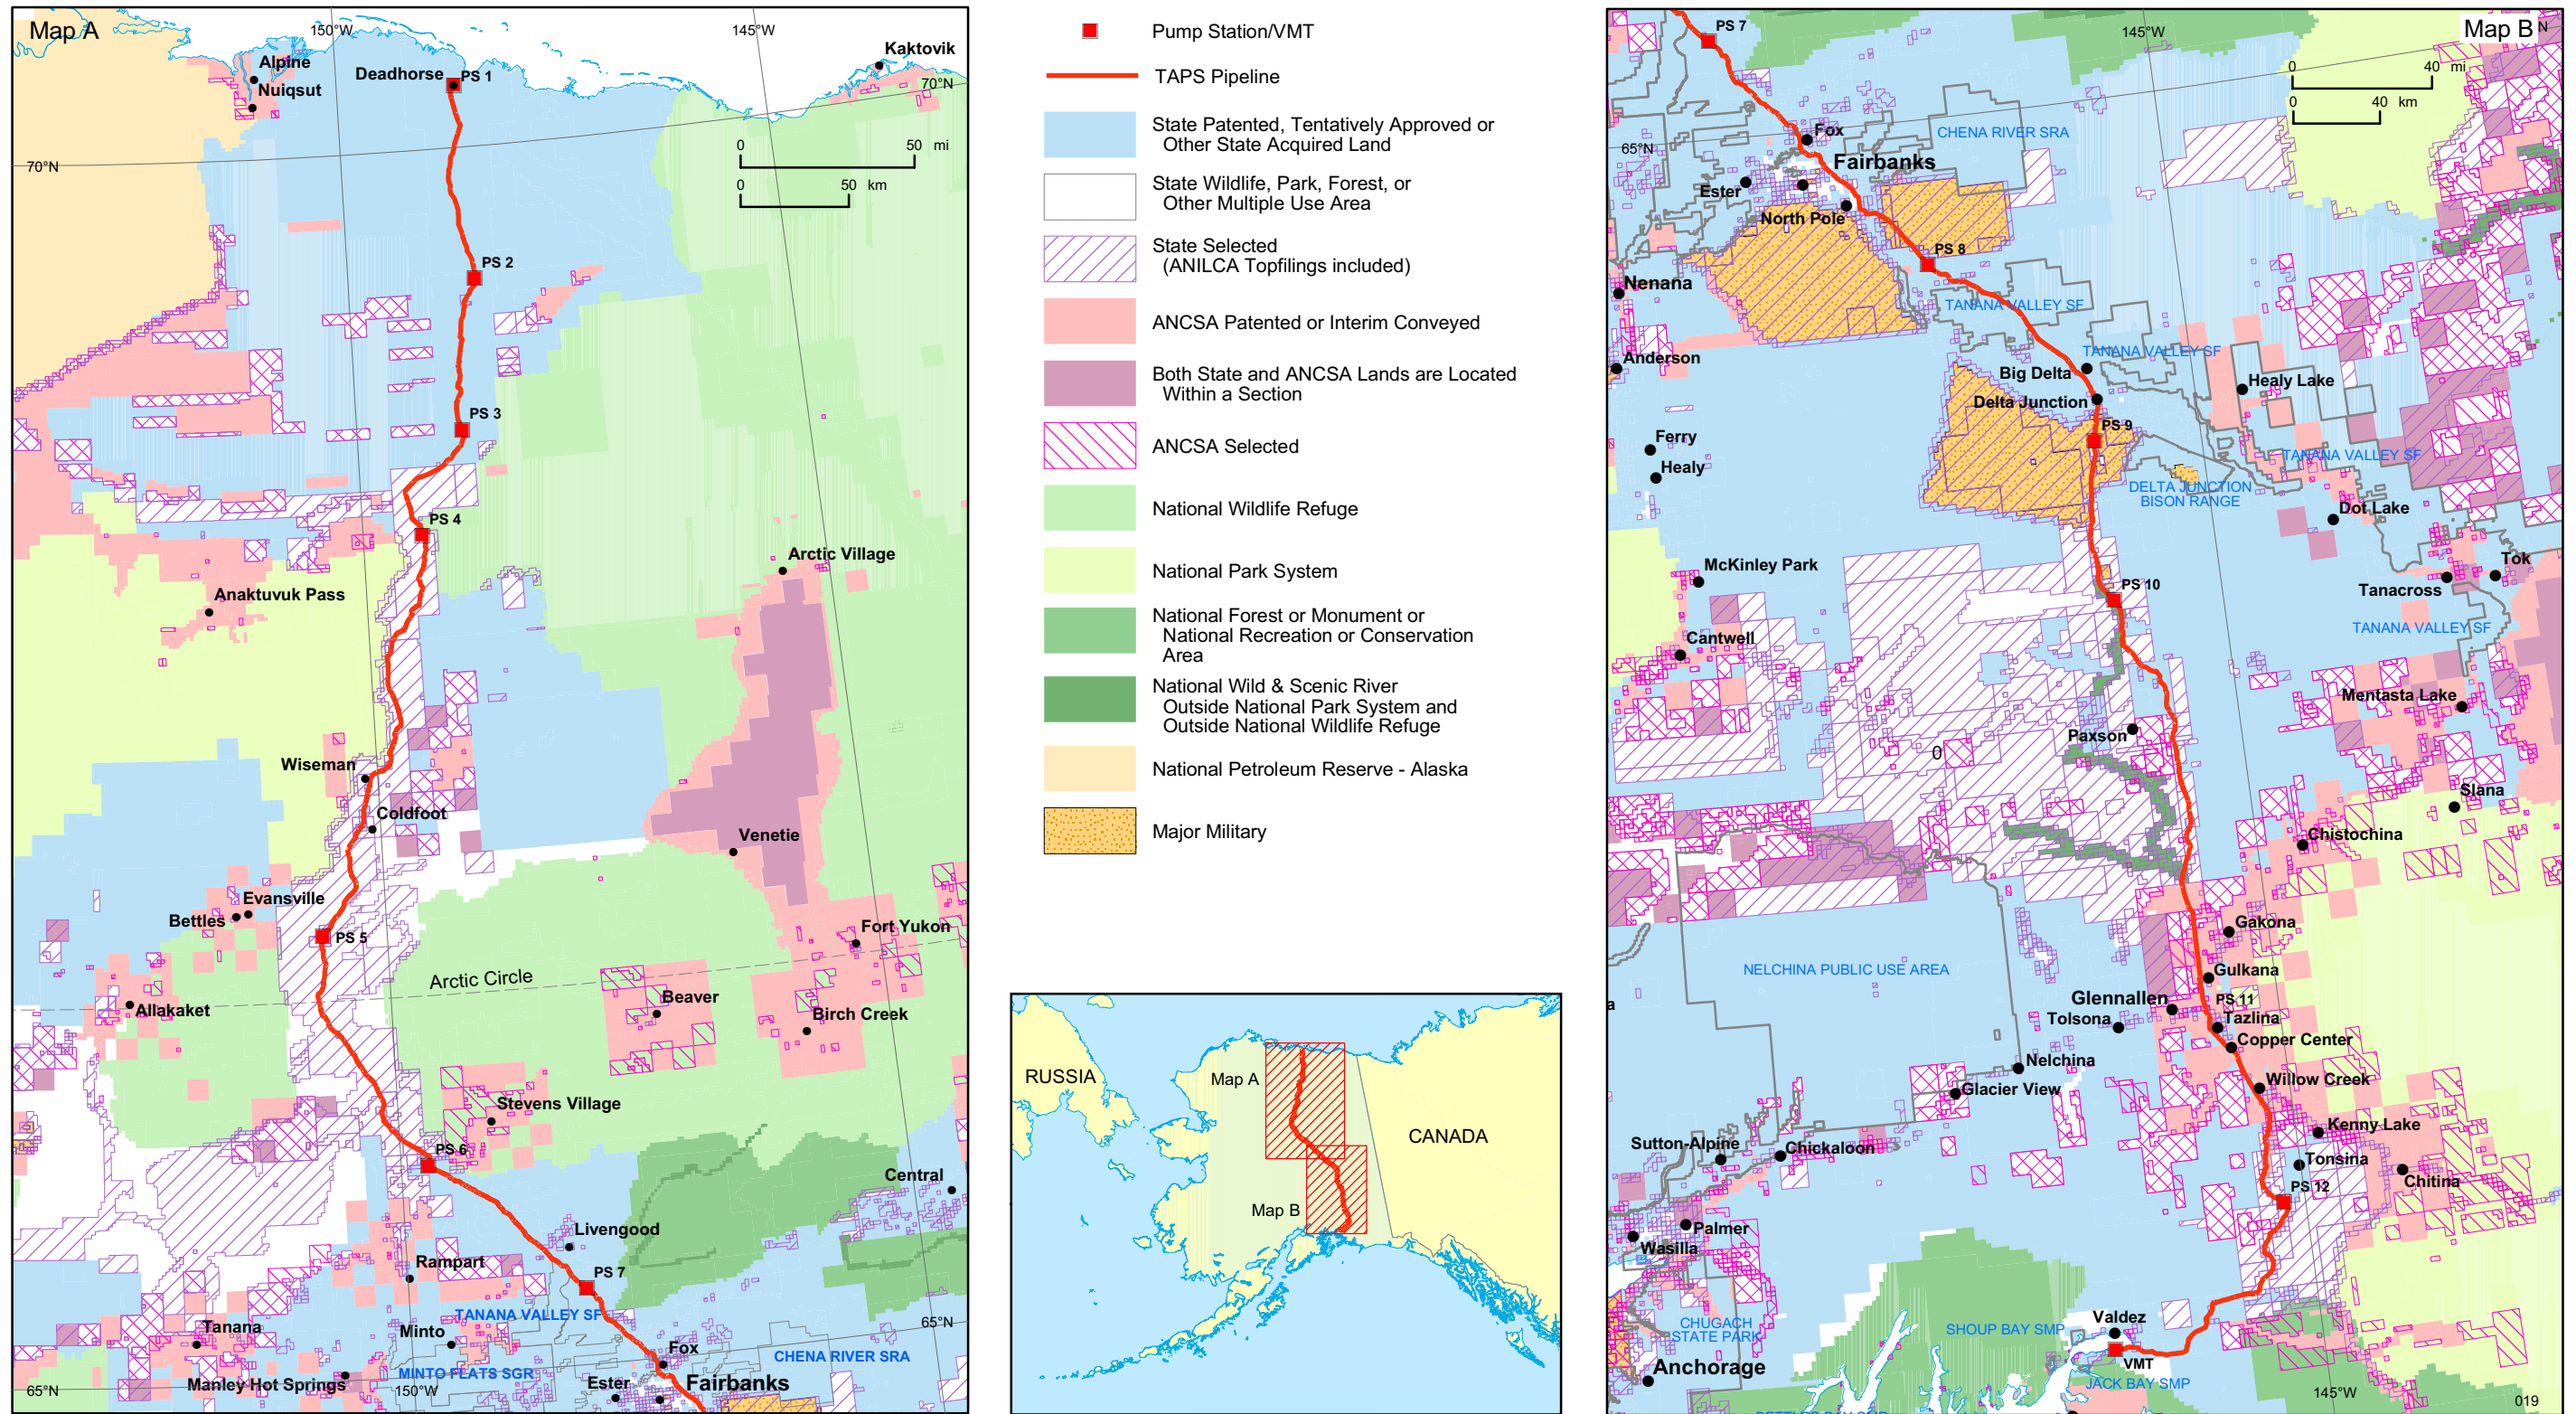 Map A
150°W
145°W
Kaktovik
Alpine
Nuiqsut
Deadhorse
PS 1
70°N
70°N
0 50 mi
0 50 km
PS 2
PS 3
PS 4
Arctic Village
Anaktuvuk Pass
Wiseman
Coldfoot
Venetie
Evansville
Bettles
PS 5
Fort Yukon
Arctic Circle
Allakaket
Beaver
Birch Creek
Stevens Village
PS 6
Central
Livengood
Rampart
PS 7
TANANA VALLEY SF
65°N
Tanana
Minto
Fox
CHENA RIVER SRA
MINTO FLATS SGR
Manley Hot Springs
65°N
150°W
Ester
Fairbanks
Pump Station/VMT
TAPS Pipeline
State Patented, Tentatively Approved or
Other State Acquired Land
State Wildlife, Park, Forest, or
Other Multiple Use Area
State Selected
(ANILCA Topfilings included)
ANCSA Patented or Interim Conveyed
Both State and ANCSA Lands are Located
Within a Section
ANCSA Selected
National Wildlife Refuge
National Park System
National Forest or Monument or
National Recreation or Conservation
Area
National Wild & Scenic River
Outside National Park System and
Outside National Wildlife Refuge
National Petroleum Reserve - Alaska
Major Military
RUSSIA
Map A
CANADA
Map B
PS 7
145°W
Map B
N
0 40 mi
0 40 km
Fox
CHENA RIVER SRA
65°N
Fairbanks
Ester
North Pole
PS 8
Nenana
TANANA VALLEY SF
Anderson
TANANA VALLEY SF
Big Delta
Healy Lake
Delta Junction
PS 9
Ferry
Healy
TANANA VALLEY SF
DELTA JUNCTION
BISON RANGE
Dot Lake
McKinley Park
Tok
PS 10
Tanacross
TANANA VALLEY SF
Cantwell
Mentasta Lake
Paxson
0
Slana
Chistochina
Gakona
NELCHINA PUBLIC USE AREA
Gulkana
Glennallen
PS 11
a
Tolsona
Tazlina
Copper Center
Nelchina
Willow Creek
Glacier View
Kenny Lake
Sutton-Alpine
Chickaloon
Tonsina
Chitina
PS 12
Palmer
Wasilla
CHUGACH
STATE PARK
SHOUP BAY SMP
Valdez
VMT
Anchorage
JACK BAY SMP
145°W
019